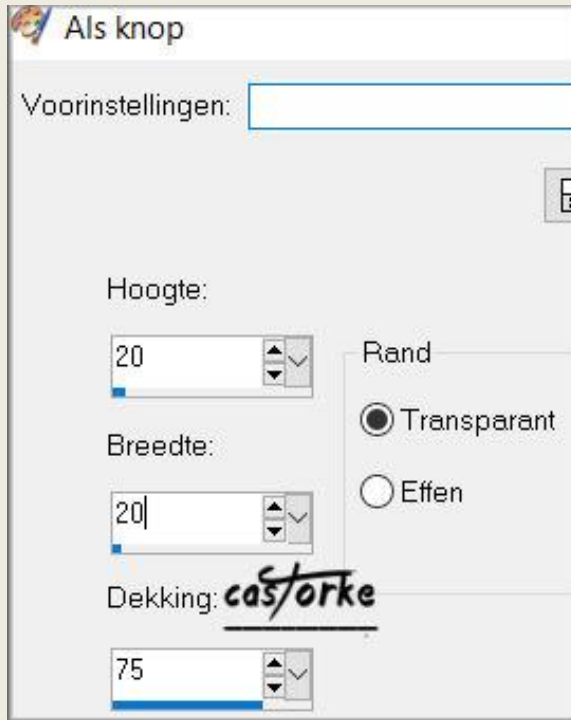 Als knop
Voorinstellingen:
Hoogte:
20
Rand
Transparant
Breedte:
Effen
20
Dekking: castorke
75